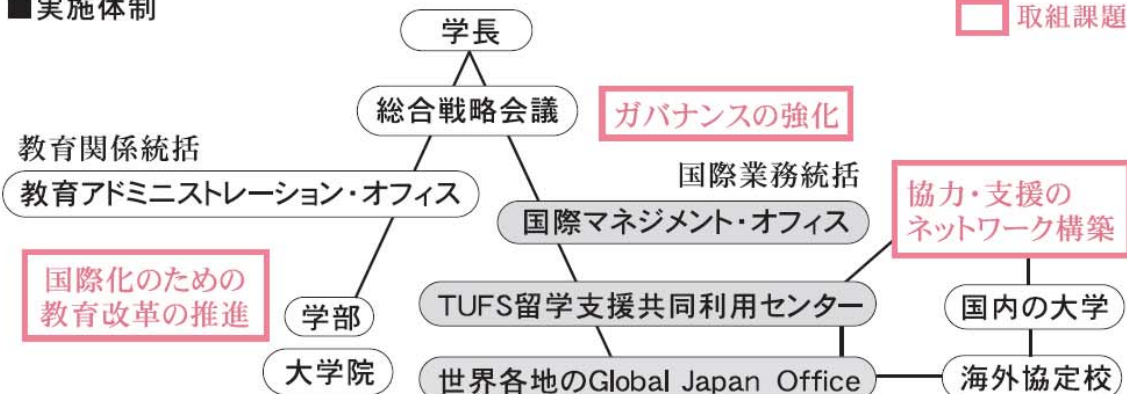 ■実施体制
取組課題
学長
総合戦略会議
ガバナンスの強化
教育関係統括
教育アドミニストレーション・オフィス
国際業務統括
国際マネジメント・オフィス
協力・支援の
ネットワーク構築
国際化のための
教育改革の推進
学部
大学院
TUFS留学支援共同利用センター
世界各地のGlobal Japan Office
国内の大学
海外協定校